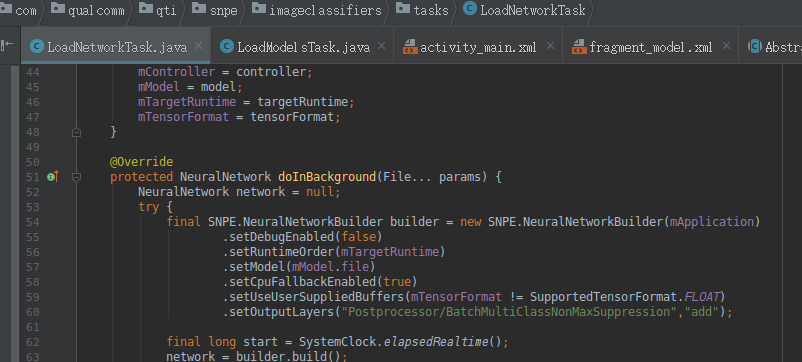 com qualcomm qti snpe imageclassifiers tasks LoadNetworkTask
LoadNetworkTask.java × LoadModelsTask.java × activity_main.xml × fragment_model.xml × Abstra
44 mController = controller;
45 mModel = model;
46 mTargetRuntime = targetRuntime;
47 mTensorFormat = tensorFormat;
48 }
49
50 @Override
51 protected NeuralNetwork doInBackground(File... params) {
52 NeuralNetwork network = null;
53 try {
54 final SNPE.NeuralNetworkBuilder builder = new SNPE.NeuralNetworkBuilder(mApplication)
55 .setDebugEnabled(false)
56 .setRuntimeOrder(mTargetRuntime)
57 .setModel(mModel.file)
58 .setCpuFallbackEnabled(true)
59 .setUseUserSuppliedBuffers(mTensorFormat != SupportedTensorFormat.FLOAT)
60 .setOutputLayers("Postprocessor/BatchMultiClassNonMaxSuppression","add");
61
62 final long start = SystemClock.elapsedRealtime();
63 network = builder.build();